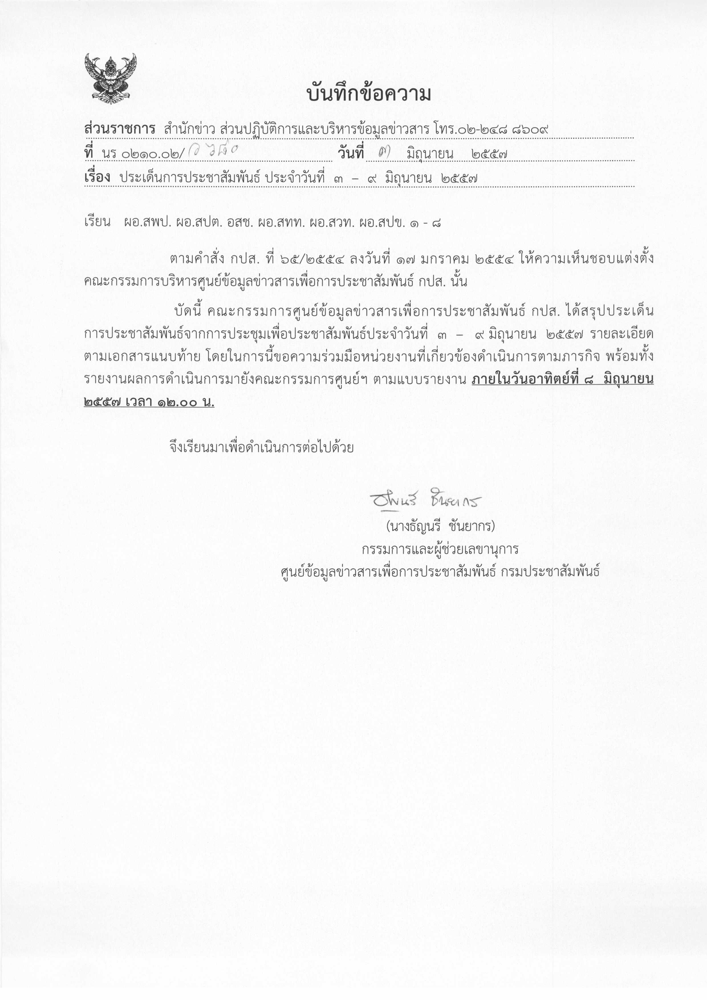 บันทึกข้อความ
ส่วนราชการ สำนักข่าว ส่วนปฏิบัติการและบริหารข้อมูลข่าวสาร โทร.๐๒-๒๔๘ ๘๖๐๙
ที่ นร ๐๒๑๐.๐๒/ วันที่ ๓ มิถุนายน ๒๕๕๗
เรื่อง ประเด็นการประชาสัมพันธ์ ประจำวันที่ ๓ – ๙ มิถุนายน ๒๕๕๗
เรียน ผอ.สพป. ผอ.สปต. อสช. ผอ.สทท. ผอ.สวท. ผอ.สปข. ๑ - ๘
ตามคำสั่ง กปส. ที่ ๖๕/๒๕๕๔ ลงวันที่ ๑๗ มกราคม ๒๕๕๔ ให้ความเห็นชอบแต่งตั้ง
คณะกรรมการบริหารศูนย์ข้อมูลข่าวสารเพื่อการประชาสัมพันธ์ กปส. นั้น
บัดนี้ คณะกรรมการศูนย์ข้อมูลข่าวสารเพื่อการประชาสัมพันธ์ กปส. ได้สรุปประเด็น
การประชาสัมพันธ์จากการประชุมเพื่อประชาสัมพันธ์ประจำวันที่ ๓ – ๙ มิถุนายน ๒๕๕๗ รายละเอียด
ตามเอกสารแนบท้าย โดยในการนี้ขอความร่วมมือหน่วยงานที่เกี่ยวข้องดำเนินการตามภารกิจ พร้อมทั้ง
รายงานผลการดำเนินการมายังคณะกรรมการศูนย์ฯ ตามแบบรายงาน ภายในวันอาทิตย์ที่ ๘ มิถุนายน
๒๕๕๗ เวลา ๑๒.๐๐ น.
จึงเรียนมาเพื่อดำเนินการต่อไปด้วย
ชันยากร
(นางธัญนรี ชันยากร)
กรรมการและผู้ช่วยเลขานุการ
ศูนย์ข้อมูลข่าวสารเพื่อการประชาสัมพันธ์ กรมประชาสัมพันธ์